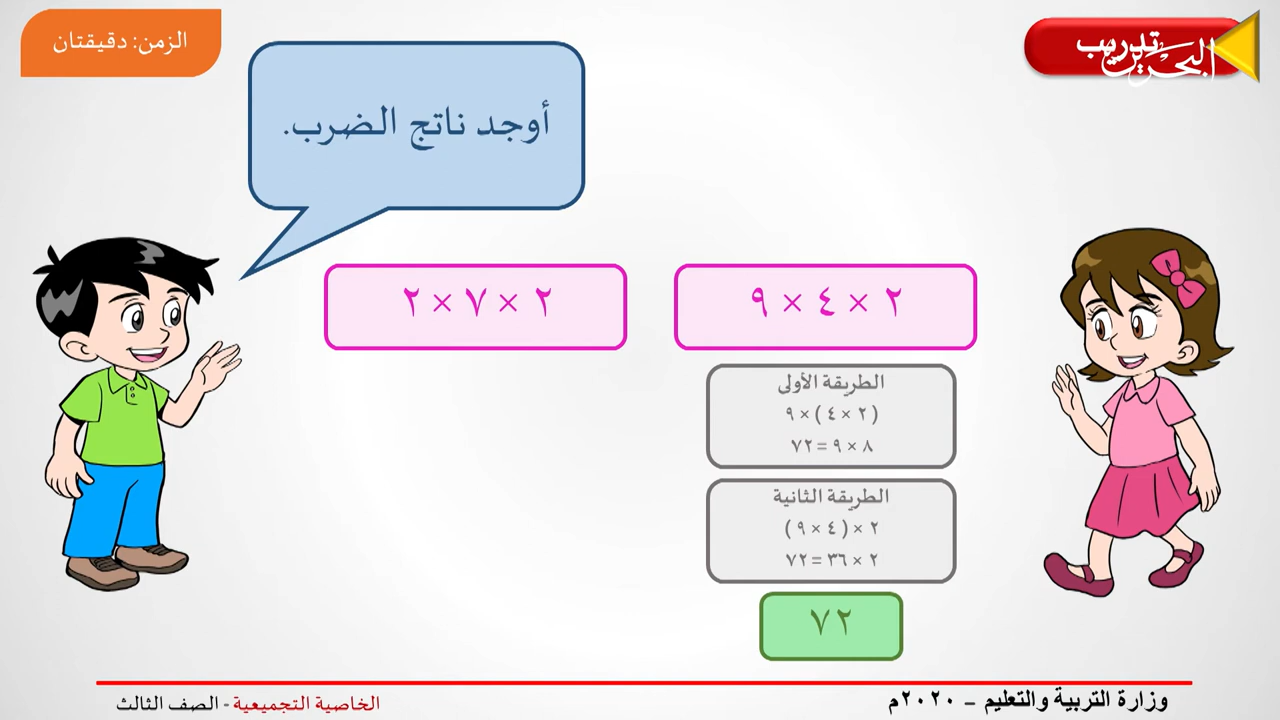 تدريب
البحرين
الزمن: دقيقتان
أوجد ناتج الضرب.
٢ × ٤ × ٩
٢ × ٧ × ٢
الطريقة الأولى
( ٢ × ٤ ) × ٩
٨ × ٩ = ٧٢
الطريقة الثانية
٢ × ( ٤ × ٩ )
٢ × ٣٦ = ٧٢
٧٢
وزارة التربية والتعليم – ٢٠٢٠م
الخاصية التجميعية - الصف الثالث